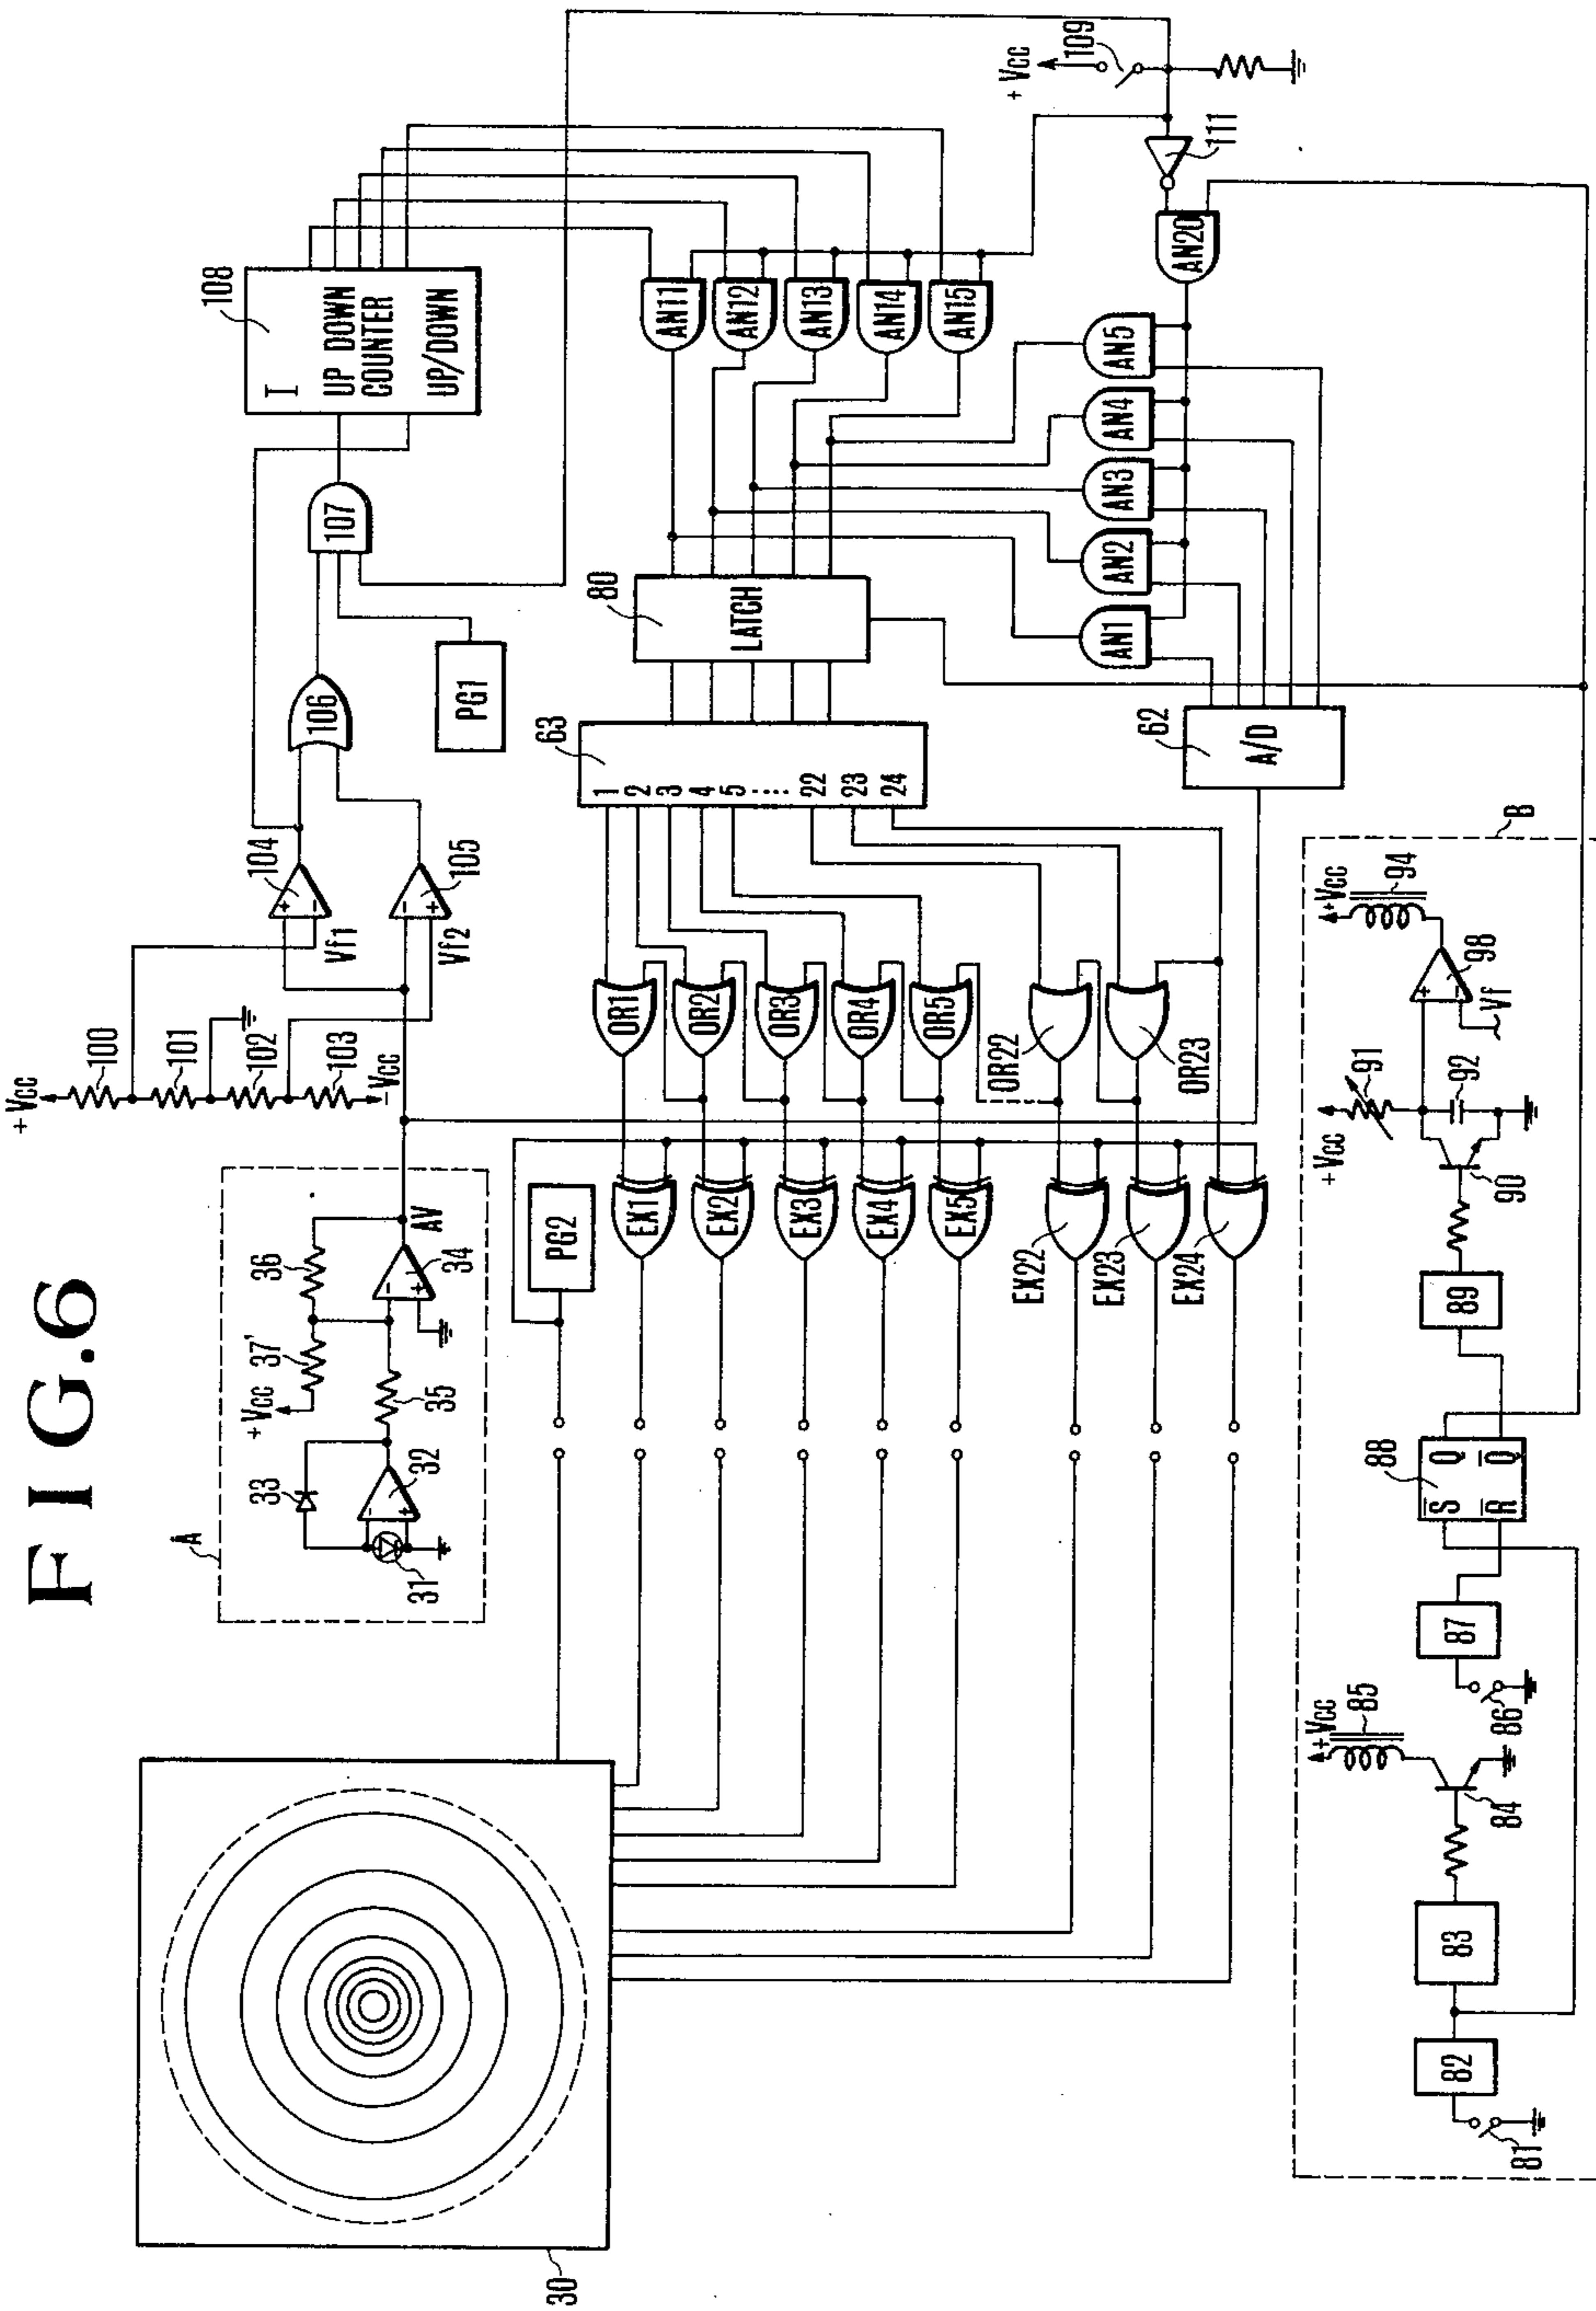 FIG.6
30
A
31
32
33
34
35
36
37'
+Vcc
AV
+Vcc
100
101
102
103
-Vcc
Vf1
Vf2
104
105
106
107
PG1
108
I
UP DOWN
COUNTER
UP/DOWN
PG2
EX1
EX2
EX3
EX4
EX5
EX22
EX23
EX24
OR1
OR2
OR3
OR4
OR5
OR22
OR23
63
1
2
3
4
5
....
22
23
24
80
LATCH
AN11
AN12
AN13
AN14
AN15
+Vcc
109
111
AN20
AN1
AN2
AN3
AN4
AN5
62
A/D
B
81
82
83
84
85
+Vcc
86
87
88
S̅
Q
R̅
Q̅
89
90
+Vcc
91
92
Vf
98
94
+Vcc